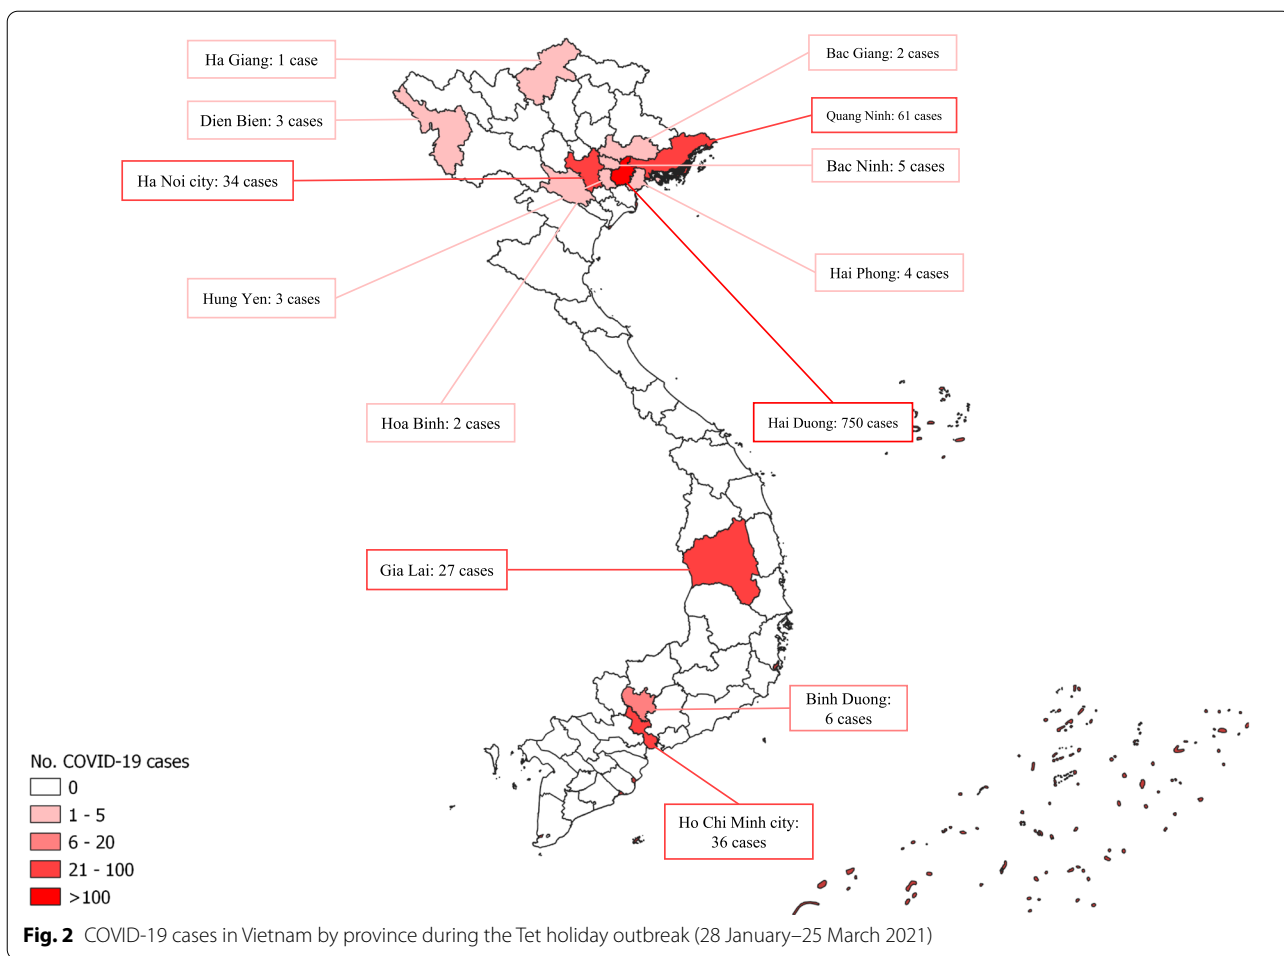 Ha Giang: 1 case
Bac Giang: 2 cases
Dien Bien: 3 cases
Quang Ninh: 61 cases
Ha Noi city: 34 cases
Bac Ninh: 5 cases
Hung Yen: 3 cases
Hai Phong: 4 cases
Hoa Binh: 2 cases
Hai Duong: 750 cases
Gia Lai: 27 cases
Binh Duong:
6 cases
Ho Chi Minh city:
36 cases
No. COVID-19 cases
0
1 - 5
6 - 20
21 - 100
>100
Fig. 2 COVID-19 cases in Vietnam by province during the Tet holiday outbreak (28 January–25 March 2021)